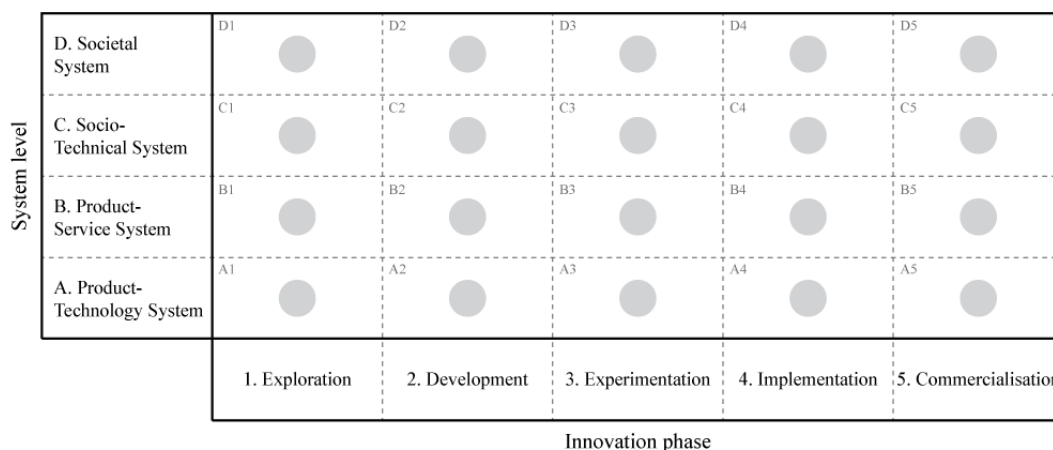 D1 D2 D3 D4 D5
D. Societal
System
C1 C2 C3 C4 C5
C. Socio-
Technical System
System level
B1 B2 B3 B4 B5
B. Product-
Service System
A1 A2 A3 A4 A5
A. Product-
Technology System
1. Exploration 2. Development 3. Experimentation 4. Implementation 5. Commercialisation
Innovation phase